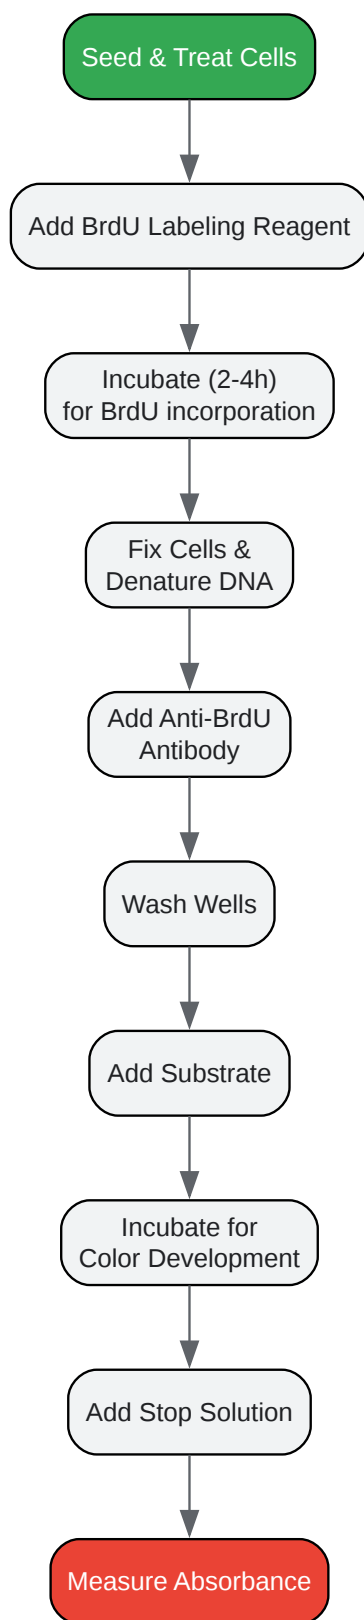 Seed & Treat Cells
Add BrdU Labeling Reagent
Incubate (2-4h)
for BrdU incorporation
Fix Cells &
Denature DNA
Add Anti-BrdU
Antibody
Wash Wells
Add Substrate
Incubate for
Color Development
Add Stop Solution
Measure Absorbance